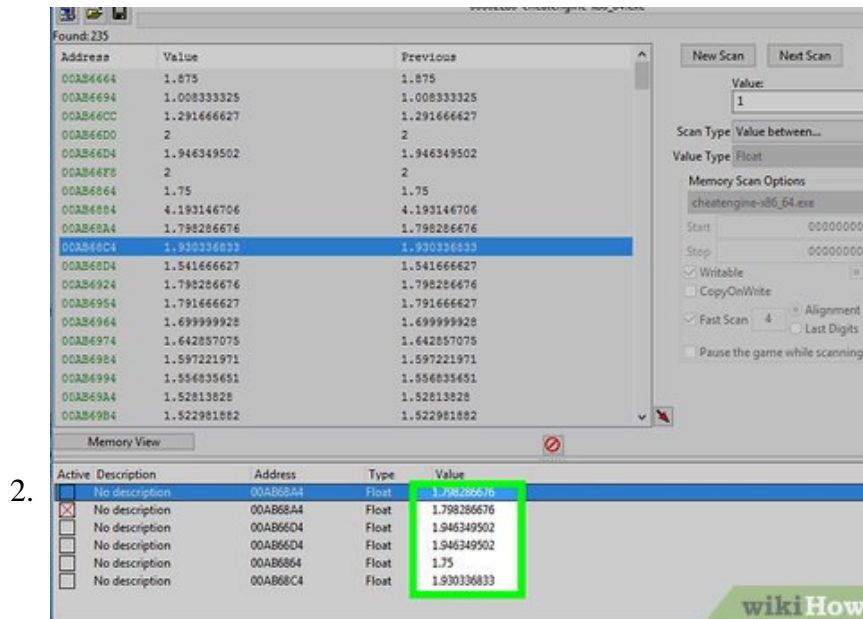 Found: 235
Address Value Previous
00AB6664 1.875 1.875
00AB6694 1.008333325 1.008333325
00AB66CC 1.291666627 1.291666627
00AB66D0 2 2
00AB66D4 1.946349502 1.946349502
00AB66F8 2 2
00AB6864 1.75 1.75
00AB6884 4.193146706 4.193146706
00AB68A4 1.798286676 1.798286676
00AB68C4 1.930336833 1.930336833
00AB68D4 1.541666627 1.541666627
00AB6924 1.798286676 1.798286676
00AB6954 1.791666627 1.791666627
00AB6964 1.699999928 1.699999928
00AB6974 1.642857075 1.642857075
00AB6984 1.597221971 1.597221971
00AB6994 1.556835651 1.556835651
00AB69A4 1.52813828 1.52813828
00AB69B4 1.522981882 1.522981882
New Scan Next Scan
Value:
1
Scan Type Value between...
Value Type Float
Memory Scan Options
cheatengine-x86_64.exe
Start 00000000
Stop 00000000
Writable
CopyOnWrite
Fast Scan 4 Alignment
Last Digits
Pause the game while scanning
Memory View
2.
Active Description Address Type Value
No description 00AB68A4 Float 1.798286676
No description 00AB68A4 Float 1.798286676
No description 00AB66D4 Float 1.946349502
No description 00AB66D4 Float 1.946349502
No description 00AB6864 Float 1.75
No description 00AB68C4 Float 1.930336833
wikiHow